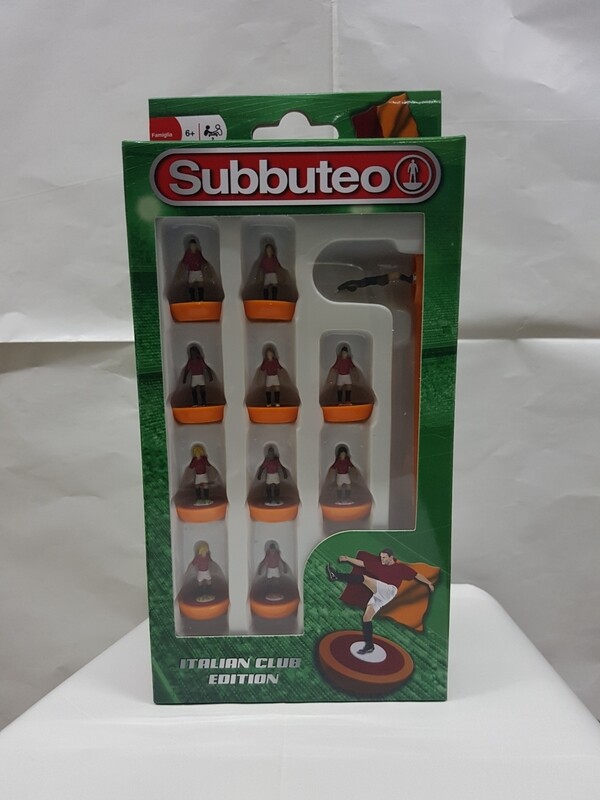 Famiglia
6+
Subbuteo
ITALIAN CLUB
EDITION